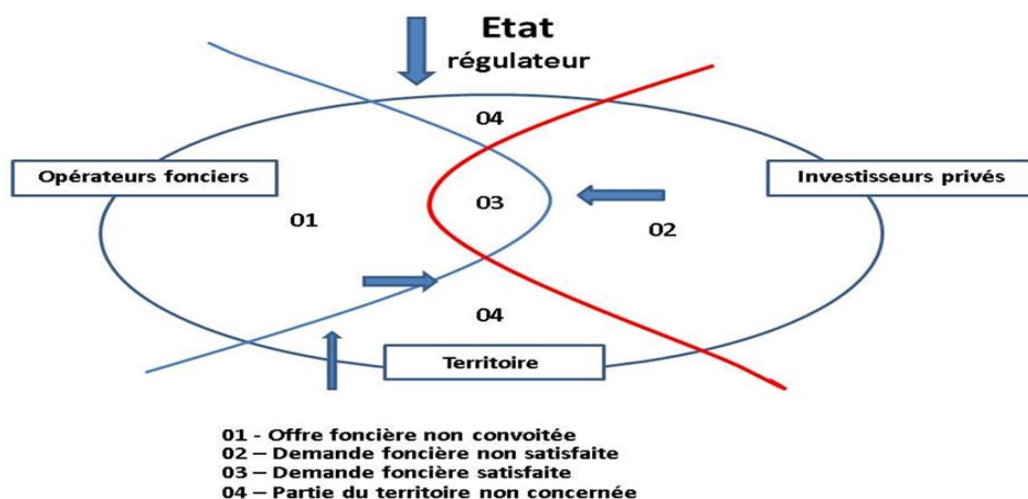 Etat
régulateur
04
Opérateurs fonciers
Investisseurs privés
03
01
02
04
Territoire
01 - Offre foncière non convoitée
02 – Demande foncière non satisfaite
03 – Demande foncière satisfaite
04 – Partie du territoire non concernée